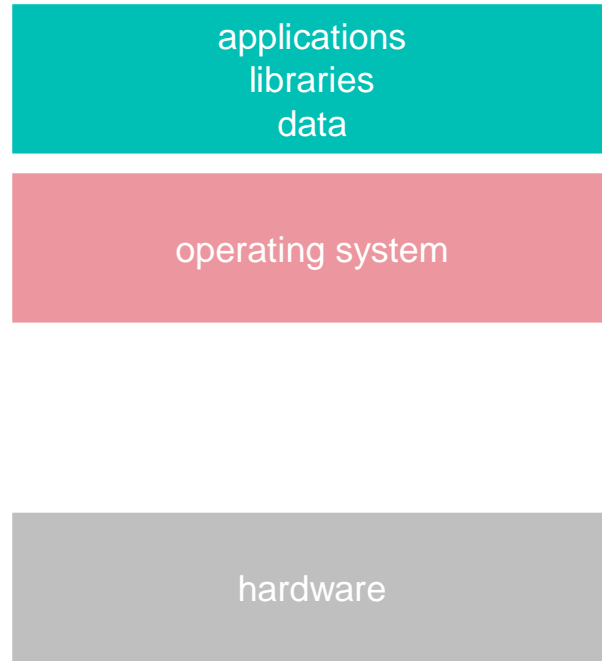 applications
libraries
data
operating system
hardware